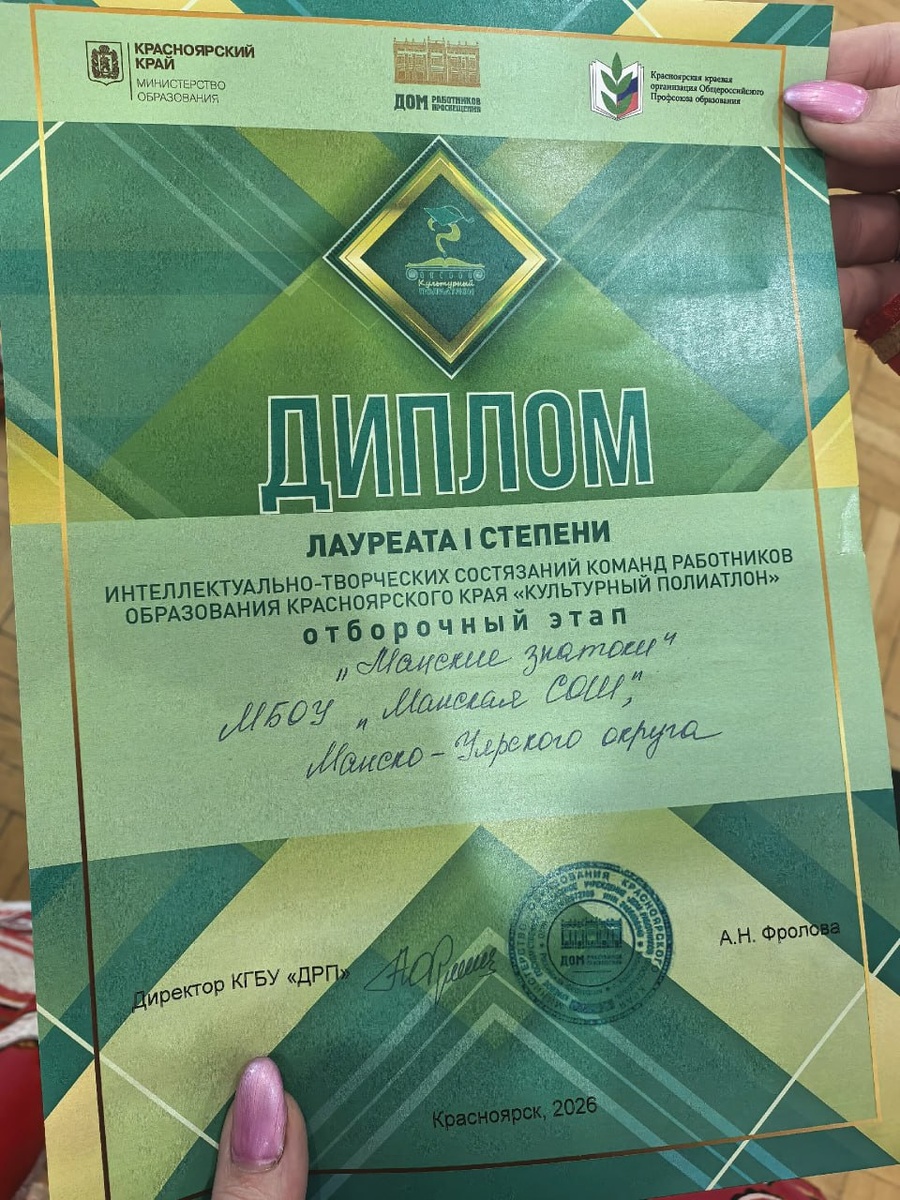 КРАСНОЯРСКИЙ
КРАЙ
МИНИСТЕРСТВО
ОБРАЗОВАНИЯ
ДОМ РАБОТНИКОВ
ПРОСВЕЩЕНИЯ
Красноярская краевая
организация Общероссийского
Профсоюза образования
Культурный
ПОЛИАТЛОН
ДИПЛОМ
ЛАУРЕАТА I СТЕПЕНИ
ИНТЕЛЛЕКТУАЛЬНО-ТВОРЧЕСКИХ СОСТЯЗАНИЙ КОМАНД РАБОТНИКОВ
ОБРАЗОВАНИЯ КРАСНОЯРСКОГО КРАЯ «КУЛЬТУРНЫЙ ПОЛИАТЛОН»
отборочный этап
„Манские знатоки"
МБОУ „Манская СОШ",
Манско-Уярского округа
Директор КГБУ «ДРП»
ДОМ
А.Н. Фролова
Красноярск, 2026